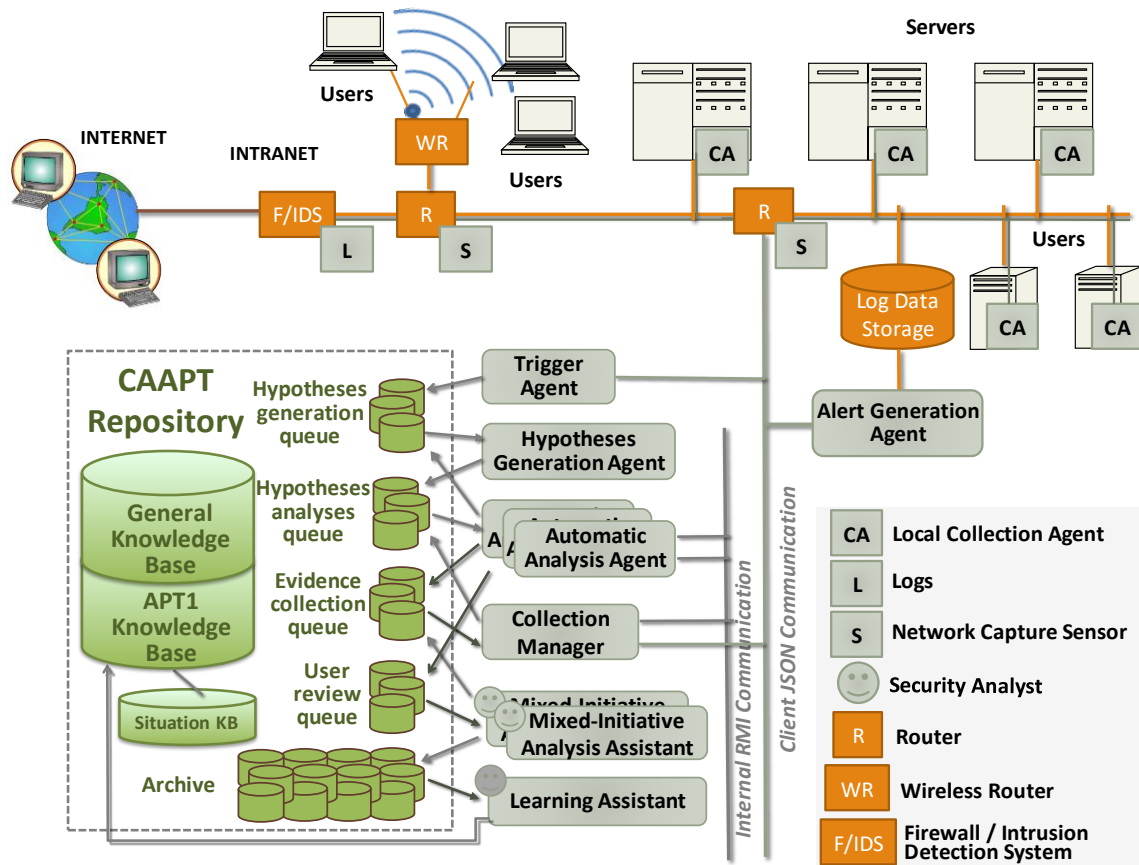 Servers
Users
INTERNET
INTRANET
WR
Users
CA
CA
CA
F/IDS
R
R
L
S
S
Users
Log Data
Storage
CA
CA
CAAPT
Repository
Hypotheses
generation
queue
Trigger
Agent
Alert Generation
Agent
Hypotheses
Generation Agent
General
Knowledge
Base
Hypotheses
analyses
queue
A
A
Automatic
Analysis Agent
APT1
Knowledge
Base
Evidence
collection
queue
Collection
Manager
User
review
queue
Situation KB
Mixed-Initiative
Mixed-Initiative
Analysis Assistant
Archive
Learning Assistant
Internal RMI Communication
Client JSON Communication
CA
Local Collection Agent
L
Logs
S
Network Capture Sensor
Security Analyst
R
Router
WR
Wireless Router
F/IDS
Firewall / Intrusion
Detection System